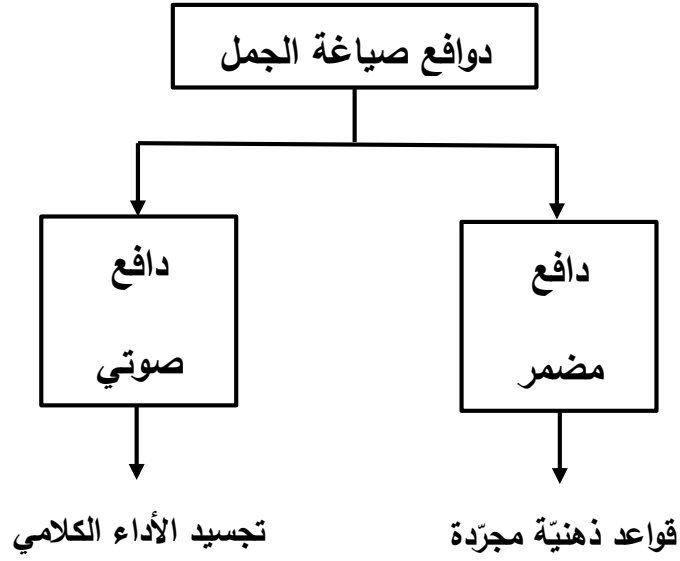 دوافع صياغة الجمل
دافع
مضمر
دافع
صوتي
قواعد ذهنيّة مجرّدة
تجسيد الأداء الكلامي